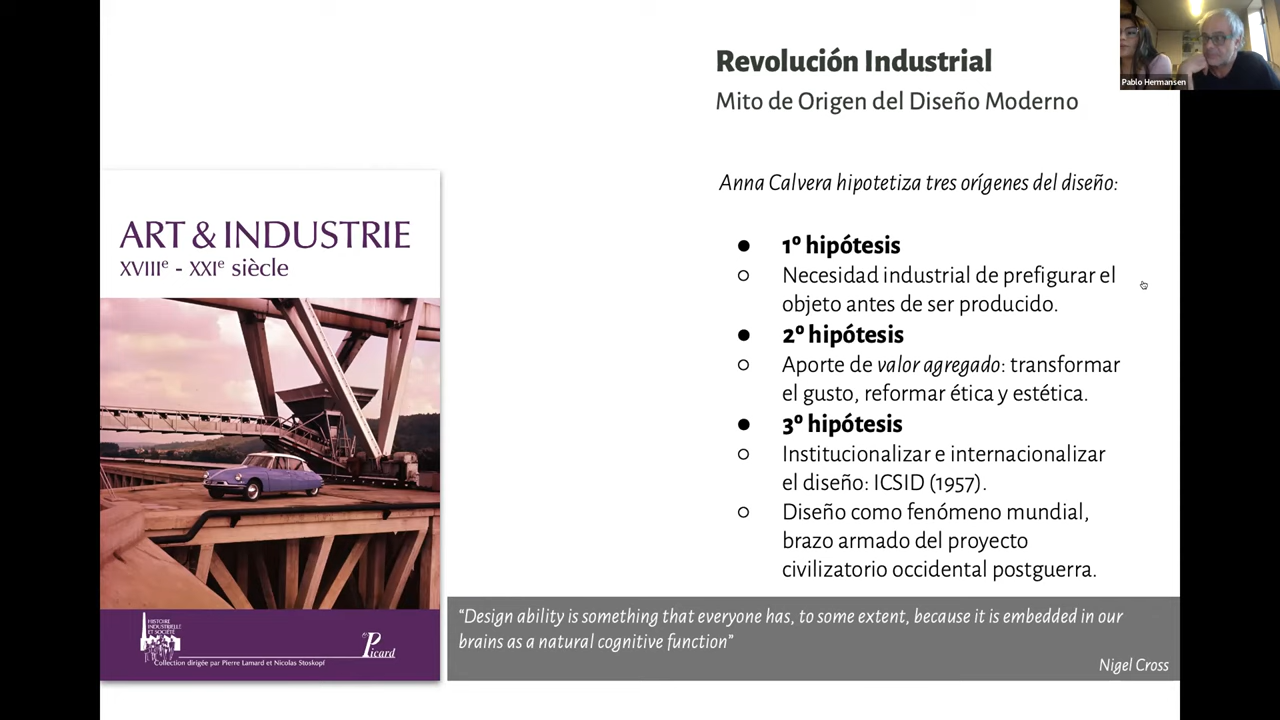 Revolución Industrial
Mito de Origen del Diseño Moderno
Pablo Hermansen
Anna Calvera hipotetiza tres orígenes del diseño:
● 1º hipótesis
○ Necesidad industrial de prefigurar el
objeto antes de ser producido.
● 2º hipótesis
○ Aporte de valor agregado: transformar
el gusto, reformar ética y estética.
● 3º hipótesis
○ Institucionalizar e internacionalizar
el diseño: ICSID (1957).
○ Diseño como fenómeno mundial,
brazo armado del proyecto
civilizatorio occidental postguerra.
ART & INDUSTRIE
XVIIIe - XXIe siècle
HISTOIRE
INDUSTRIELLE
ET SOCIÉTÉ
Picard
Collection dirigée par Pierre Lamard et Nicolas Stoskopf
“Design ability is something that everyone has, to some extent, because it is embedded in our
brains as a natural cognitive function”
Nigel Cross